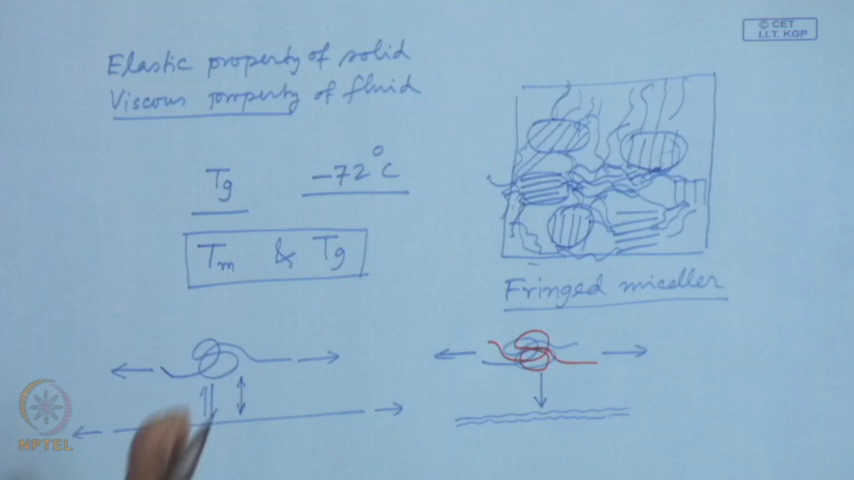 © CET
I.I.T. KGP
Elastic property of solid
Viscous property of fluid
Tg -72°C
Tm & Tg
Fringed miceller
NPTEL